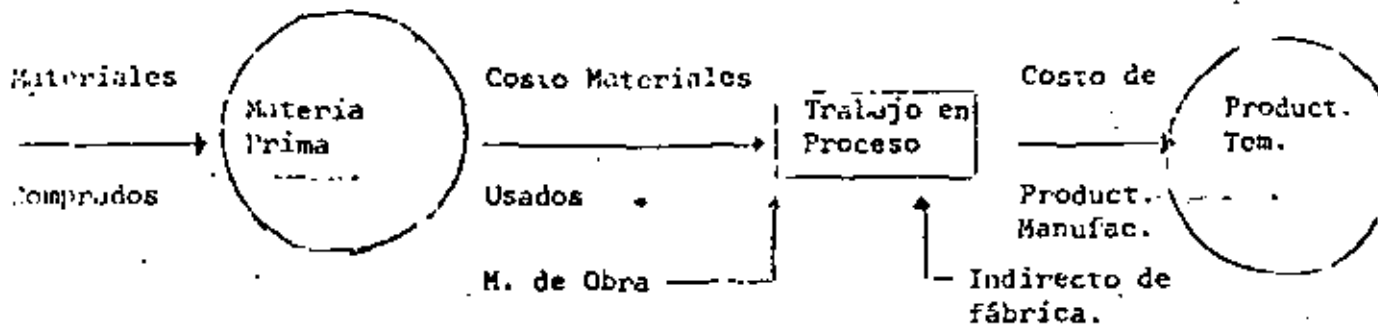 Materiales
Comprados
Materia
Prima
Costo Materiales
Usados
M. de Obra
Trabajo en
Proceso
Indirecto de
fábrica.
Costo de
Product.
Manufac.
Product.
Tem.